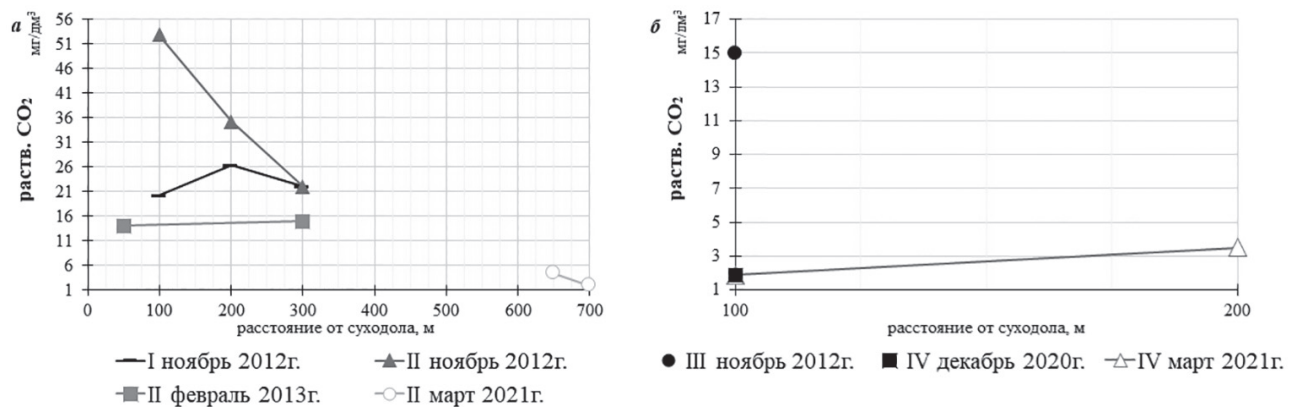 а
мг/дм³
раств. CO₂
56
51
46
41
36
31
26
21
16
11
6
1
0 100 200 300 400 500 600 700
расстояние от суходола, м
I ноябрь 2012г. II ноябрь 2012г.
II февраль 2013г. II март 2021г.
б
мг/дм³
раств. CO₂
17
15
13
11
9
7
5
3
1
100 200
расстояние от суходола, м
III ноябрь 2012г. IV декабрь 2020г. IV март 2021г.